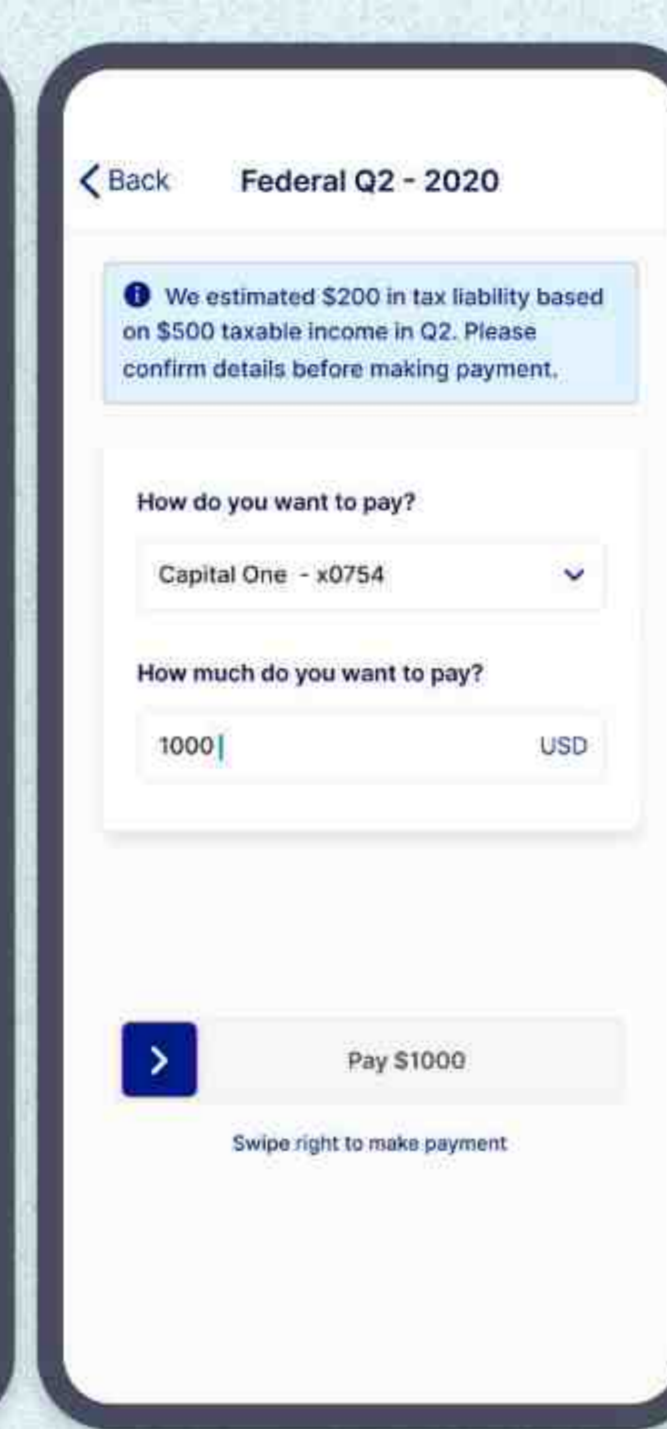 Back
Federal Q2 - 2020
We estimated $200 in tax liability based
on $500 taxable income in Q2. Please
confirm details before making payment.
How do you want to pay?
Capital One - x0754
How much do you want to pay?
1000 USD
Pay $1000
Swipe right to make payment